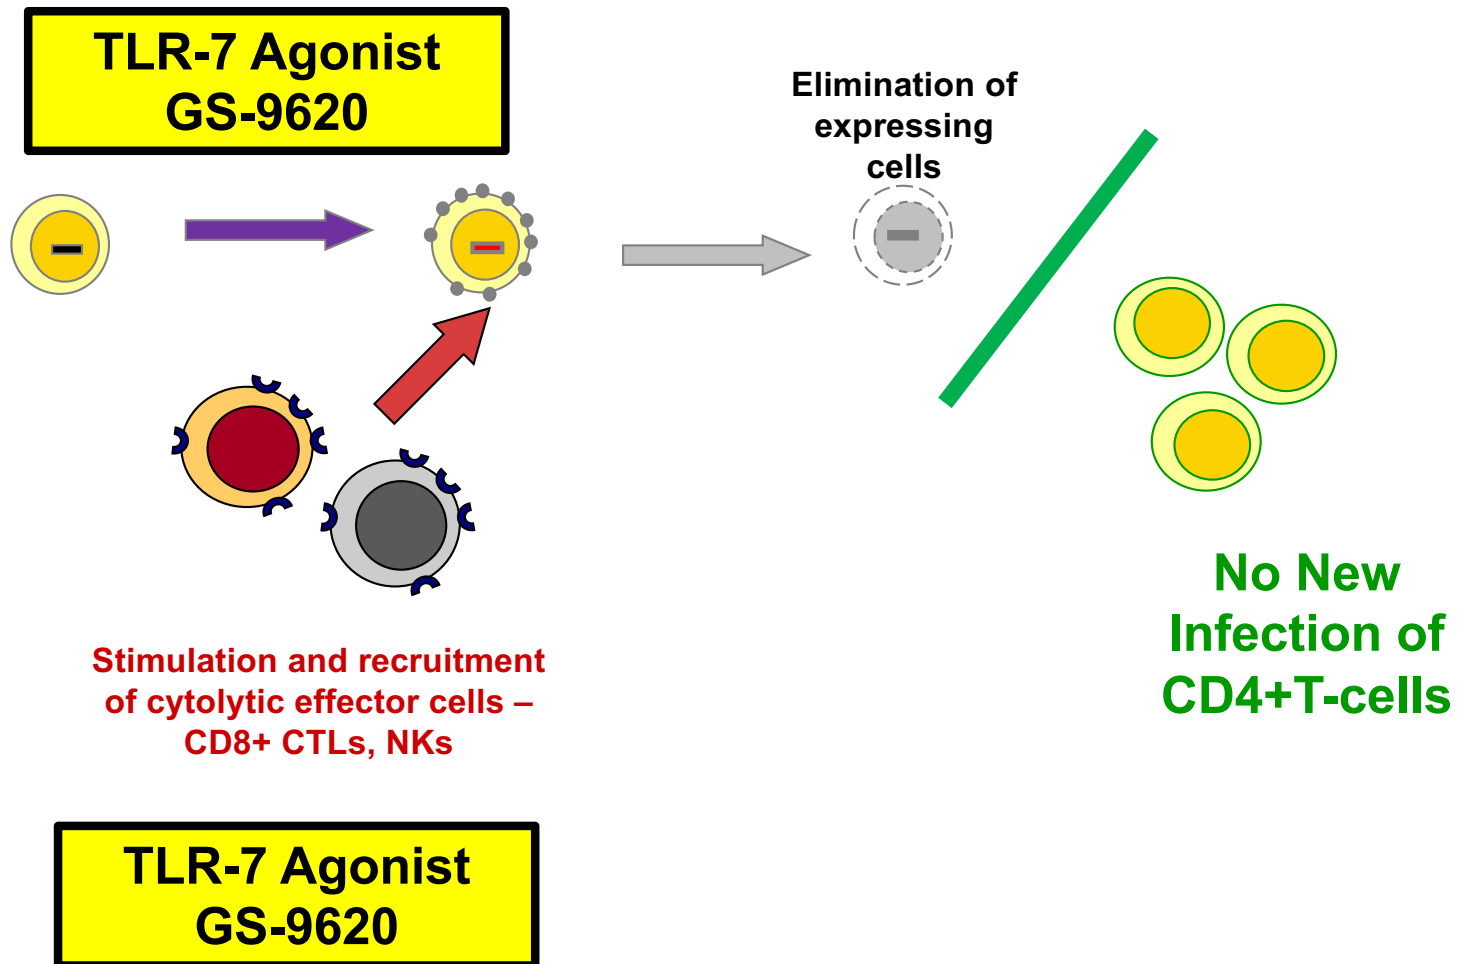 TLR-7 Agonist
GS-9620
Elimination of
expressing
cells
Stimulation and recruitment
of cytolytic effector cells –
CD8+ CTLs, NKs
No New
Infection of
CD4+T-cells
TLR-7 Agonist
GS-9620